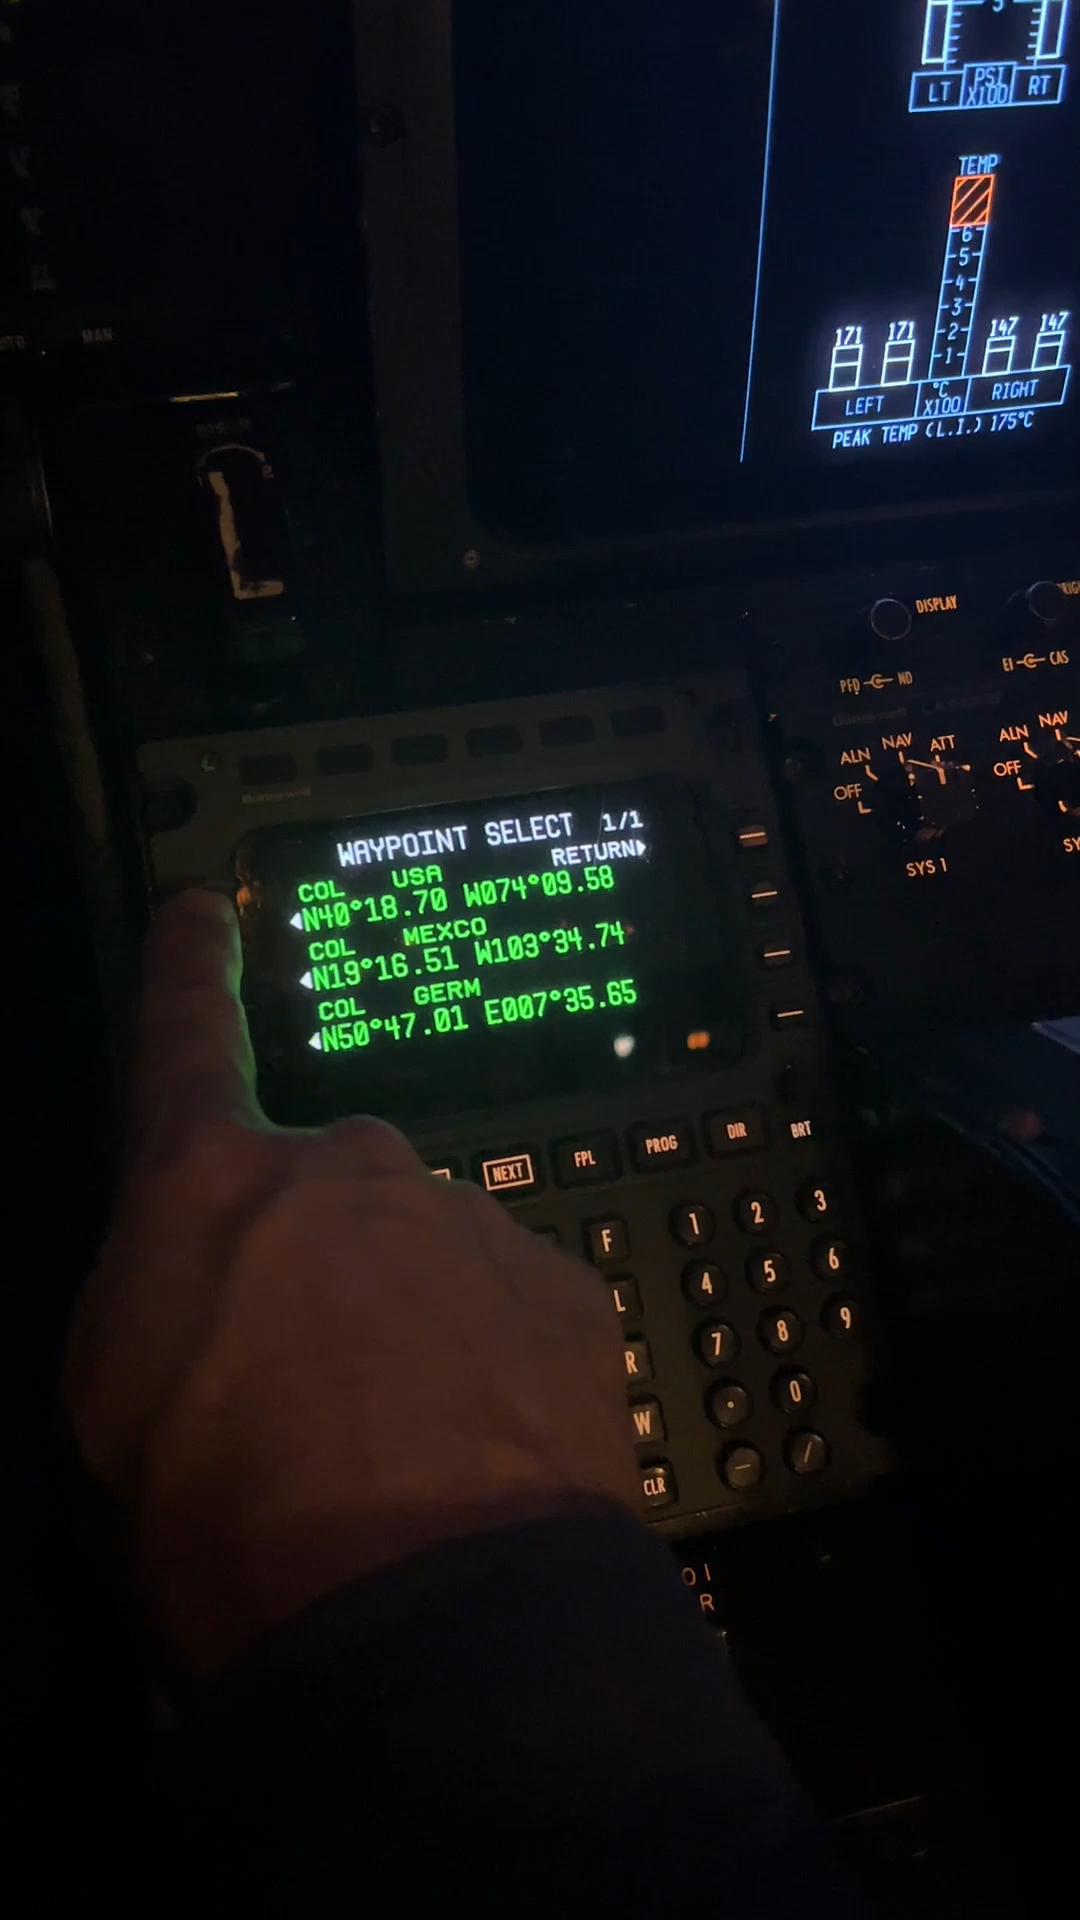 5
LT PSI X100 RT
TEMP
6
5
4
3
2
1
171 171 147 147
LEFT °C X100 RIGHT
PEAK TEMP (L.I.) 175°C
MAN
DISPLAY
PFD ND
EI CAS
ALN NAV ATT
OFF
ALN NAV
OFF
SYS 1
Honeywell
WAYPOINT SELECT 1/1
RETURN▶
COL USA
◀N40°18.70 W074°09.58
COL MEXCO
◀N19°16.51 W103°34.74
COL GERM
◀N50°47.01 E007°35.65
NEXT FPL PROG DIR BRT
F 1 2 3
L 4 5 6
R 7 8 9
W . 0
CLR – /